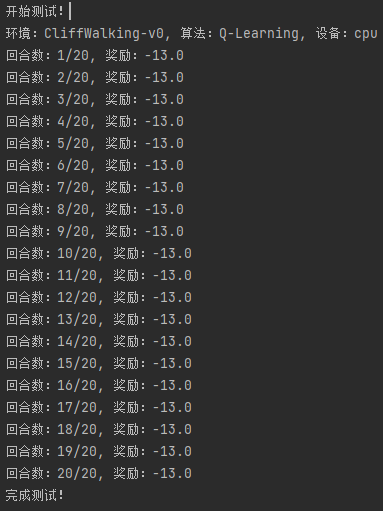 开始测试!
环境：CliffWalking-v0, 算法：Q-Learning, 设备：cpu
回合数：1/20, 奖励：-13.0
回合数：2/20, 奖励：-13.0
回合数：3/20, 奖励：-13.0
回合数：4/20, 奖励：-13.0
回合数：5/20, 奖励：-13.0
回合数：6/20, 奖励：-13.0
回合数：7/20, 奖励：-13.0
回合数：8/20, 奖励：-13.0
回合数：9/20, 奖励：-13.0
回合数：10/20, 奖励：-13.0
回合数：11/20, 奖励：-13.0
回合数：12/20, 奖励：-13.0
回合数：13/20, 奖励：-13.0
回合数：14/20, 奖励：-13.0
回合数：15/20, 奖励：-13.0
回合数：16/20, 奖励：-13.0
回合数：17/20, 奖励：-13.0
回合数：18/20, 奖励：-13.0
回合数：19/20, 奖励：-13.0
回合数：20/20, 奖励：-13.0
完成测试！